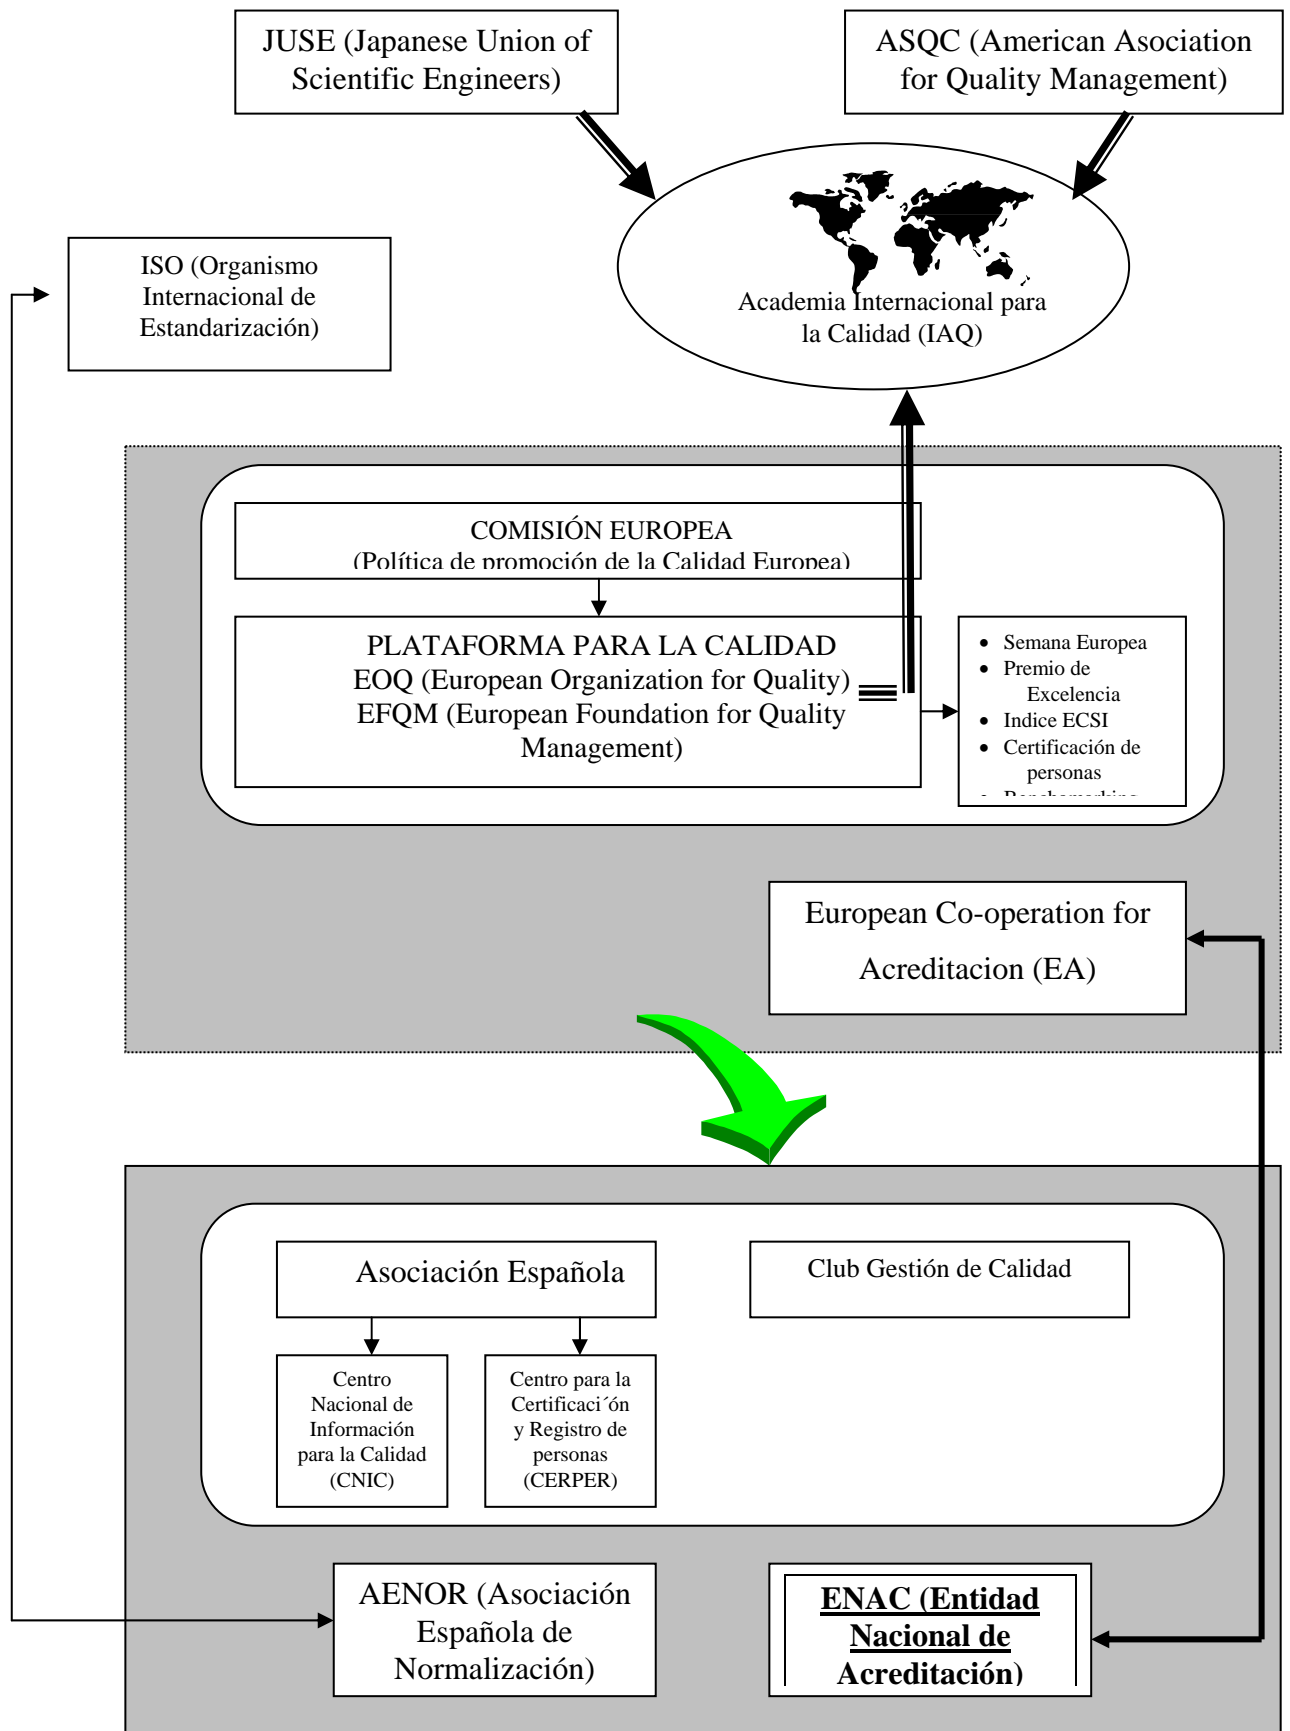 JUSE (Japanese Union of
Scientific Engineers)
ASQC (American Asociation
for Quality Management)
ISO (Organismo
Internacional de
Estandarización)
Academia Internacional para
la Calidad (IAQ)
COMISIÓN EUROPEA
(Política de promoción de la Calidad Europea)
PLATAFORMA PARA LA CALIDAD
EOQ (European Organization for Quality)
EFQM (European Foundation for Quality
Management)
• Semana Europea
• Premio de
Excelencia
• Indice ECSI
• Certificación de
personas
European Co-operation for
Acreditacion (EA)
Asociación Española
Club Gestión de Calidad
Centro
Nacional de
Información
para la Calidad
(CNIC)
Centro para la
Certificaci´ón
y Registro de
personas
(CERPER)
AENOR (Asociación
Española de
Normalización)
ENAC (Entidad
Nacional de
Acreditación)